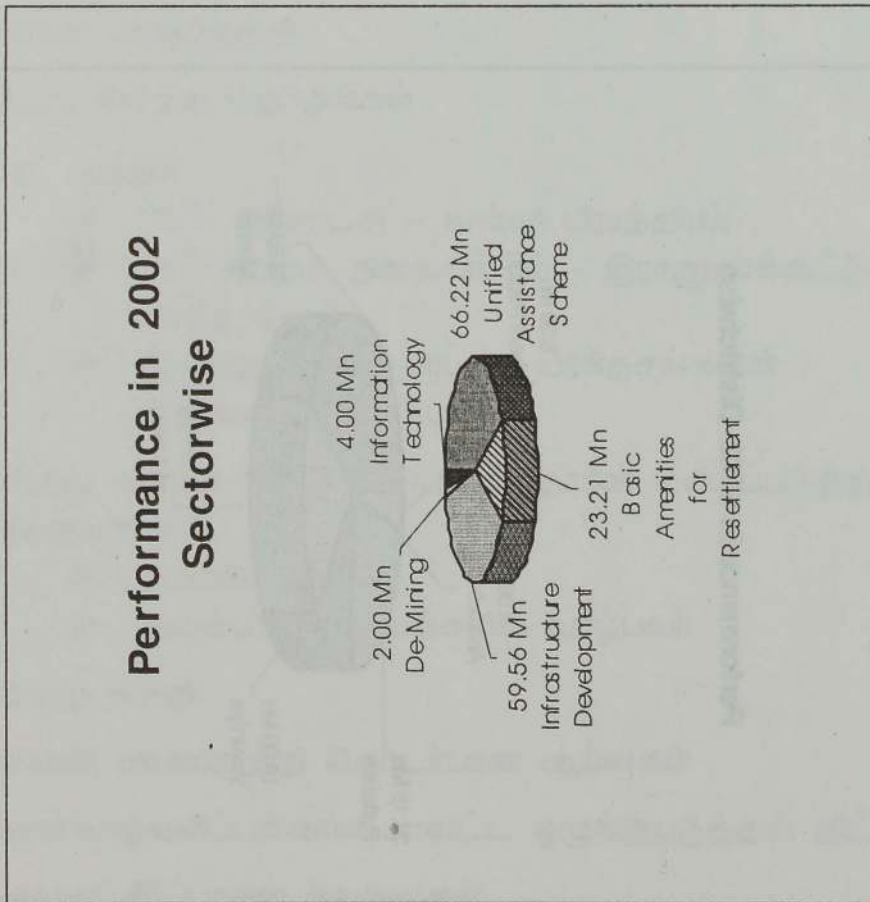 Performance in 2002
Sectorwise
4.00 Mn
Information
Technology
66.22 Mn
Unified
Assistance
Scheme
23.21 Mn
Basic
Amenities
for
Resettlement
59.56 Mn
Infrastructure
Development
2.00 Mn
De-Mining